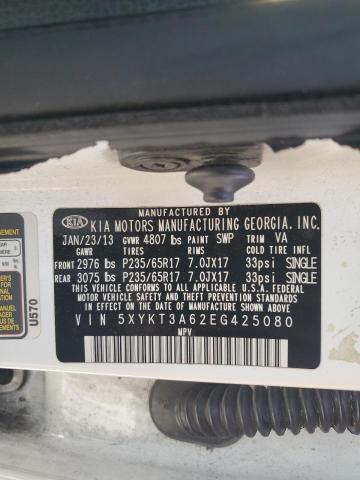 MANUFACTURED BY
KIA KIA MOTORS MANUFACTURING GEORGIA. INC.
JAN/23/13 GVWR 4807 lbs PAINT SWP TRIM VA
GAWR TIRES RIMS COLD TIRE INFL
FRONT 2976 lbs P235/65R17 7.0JX17 33psi SINGLE
REAR 3075 lbs P235/65R17 7.0JX17 33psi SINGLE
THIS VEHICLE CONFORMS TO ALL APPLICABLE U.S.A. FEDERAL
MOTOR VEHICLE SAFETY AND THEFT PREVENTION STANDARDS
IN EFFECT ON THE DATE OF MANUFACTURE SHOWN ABOVE.
VIN 5XYKT3A62EG425080
MPV
U570